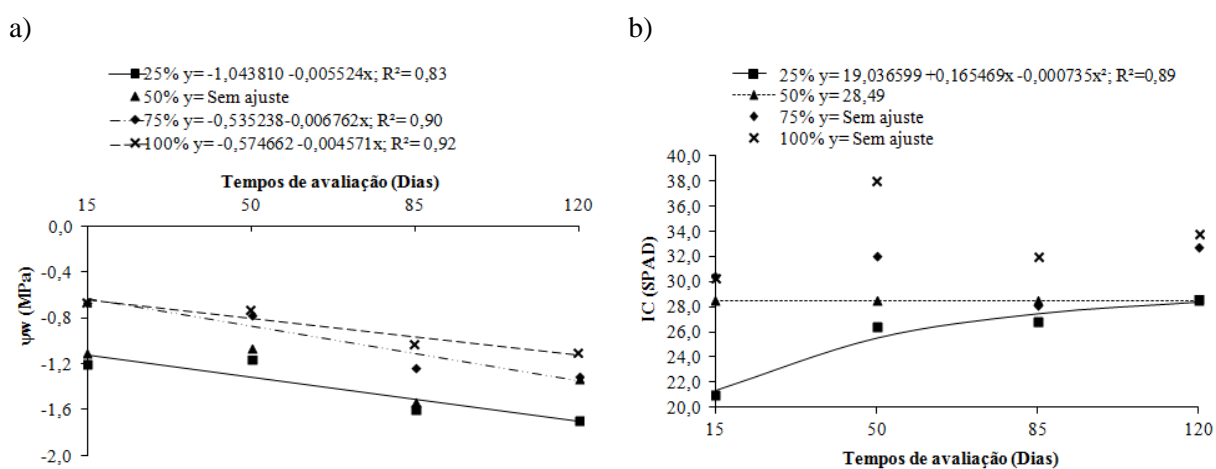 a)
25% y= -1,043810 -0,005524x; R²= 0,83
50% y= Sem ajuste
75% y= -0,535238-0,006762x; R²= 0,90
100% y= -0,574662 -0,004571x; R²= 0,92
Tempos de avaliação (Dias)
15 50 85 120
0,0
-0,4
-0,8
-1,2
-1,6
-2,0
ψw (MPa)
b)
25% y= 19,036599 +0,165469x -0,000735x²; R²=0,89
50% y= 28,49
75% y= Sem ajuste
100% y= Sem ajuste
40,0
38,0
36,0
34,0
32,0
30,0
28,0
26,0
24,0
22,0
20,0
IC (SPAD)
15 50 85 120
Tempos de avaliação (Dias)